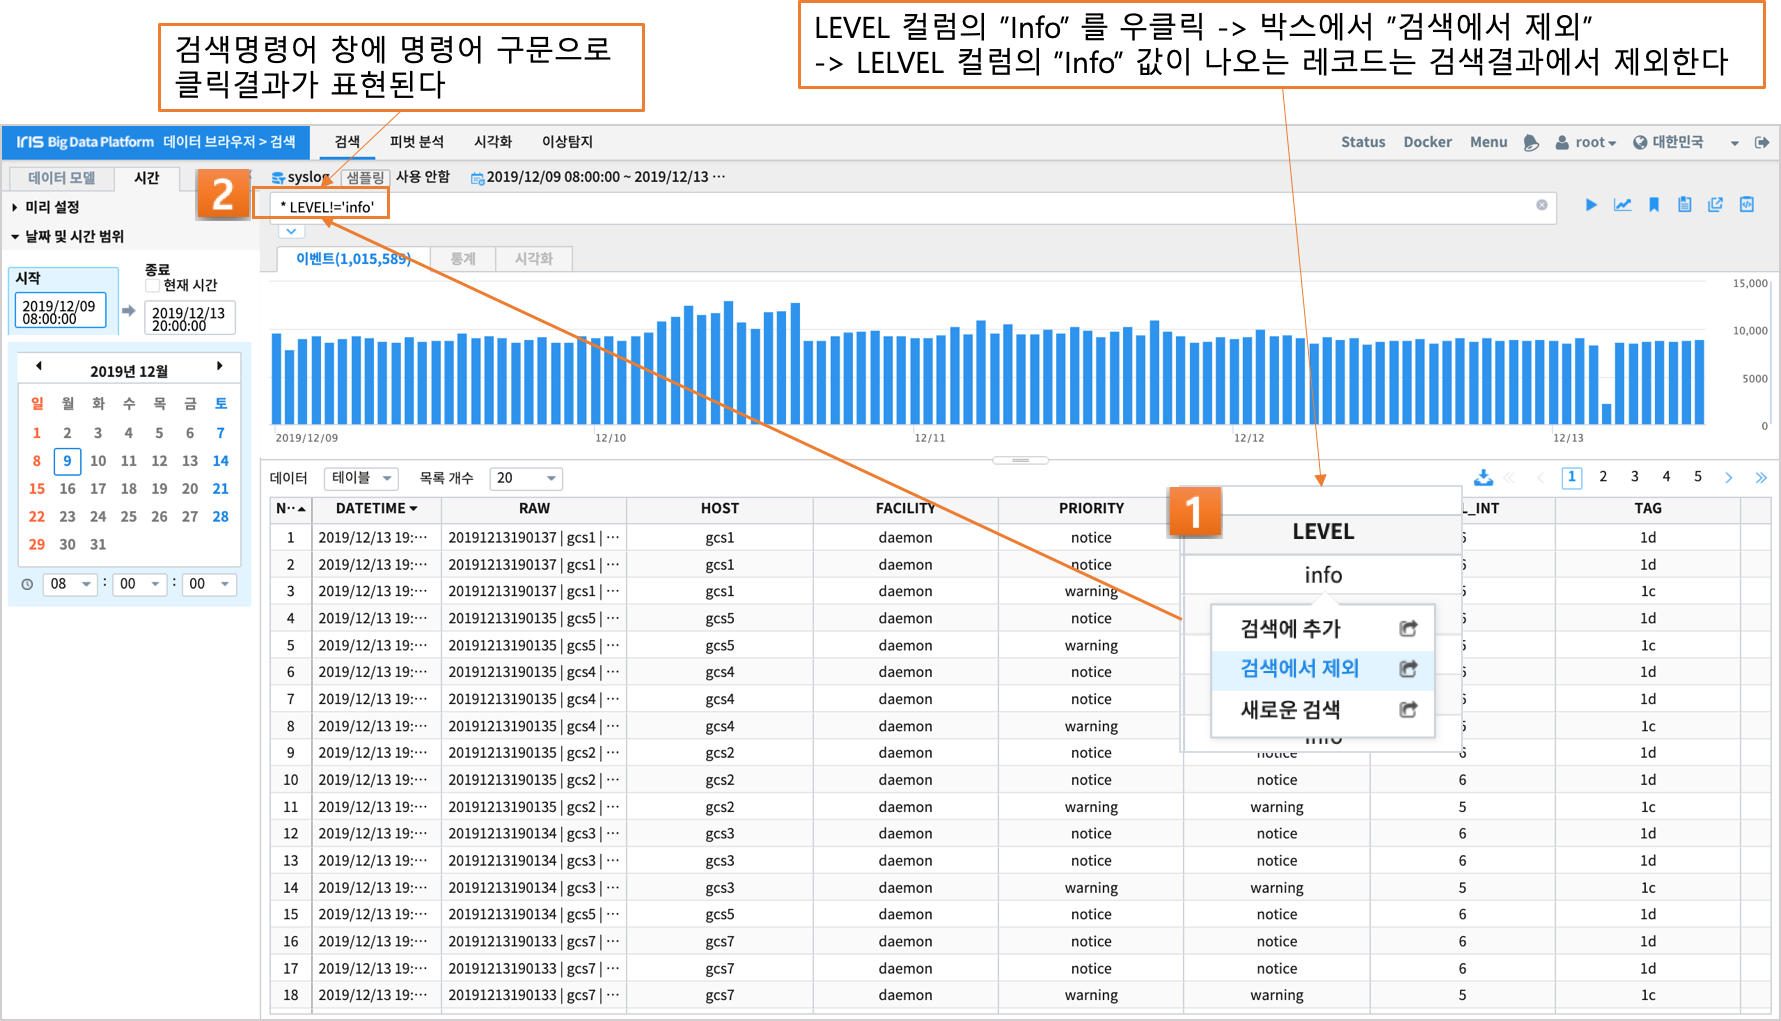 검색명령어 창에 명령어 구문으로
클릭결과가 표현된다
LEVEL 컬럼의 "Info" 를 우클릭 -> 박스에서 "검색에서 제외"
-> LELVEL 컬럼의 "Info" 값이 나오는 레코드는 검색결과에서 제외한다
IRIS Big Data Platform 데이터 브라우저 > 검색 검색 피벗 분석 시각화 이상탐지 Status Docker Menu root 대한민국
데이터 모델 시간 2 syslog 샘플링 사용 안함 2019/12/09 08:00:00 ~ 2019/12/13 ···
미리 설정
* LEVEL!='info'
날짜 및 시간 범위
이벤트(1,015,589) 통계 시각화
시작
2019/12/09
08:00:00
종료
현재 시간
2019/12/13
20:00:00
2019년 12월
일 월 화 수 목 금 토
1 2 3 4 5 6 7
8 9 10 11 12 13 14
15 16 17 18 19 20 21
22 23 24 25 26 27 28
29 30 31
08 : 00 : 00
15,000
10,000
5000
0
2019/12/09 12/10 12/11 12/12 12/13
데이터 테이블 목록 개수 20 1 2 3 4 5
N·· DATETIME RAW HOST FACILITY PRIORITY L_INT TAG
1 2019/12/13 19:··· 20191213190137 | gcs1 | ··· gcs1 daemon notice 6 1d
2 2019/12/13 19:··· 20191213190137 | gcs1 | ··· gcs1 daemon notice 6 1d
3 2019/12/13 19:··· 20191213190137 | gcs1 | ··· gcs1 daemon warning 5 1c
4 2019/12/13 19:··· 20191213190135 | gcs5 | ··· gcs5 daemon notice 6 1d
5 2019/12/13 19:··· 20191213190135 | gcs5 | ··· gcs5 daemon warning 5 1c
6 2019/12/13 19:··· 20191213190135 | gcs4 | ··· gcs4 daemon notice 6 1d
7 2019/12/13 19:··· 20191213190135 | gcs4 | ··· gcs4 daemon notice 6 1d
8 2019/12/13 19:··· 20191213190135 | gcs4 | ··· gcs4 daemon warning 5 1c
9 2019/12/13 19:··· 20191213190135 | gcs2 | ··· gcs2 daemon notice notice 6 1d
10 2019/12/13 19:··· 20191213190135 | gcs2 | ··· gcs2 daemon notice notice 6 1d
11 2019/12/13 19:··· 20191213190135 | gcs2 | ··· gcs2 daemon warning warning 5 1c
12 2019/12/13 19:··· 20191213190134 | gcs3 | ··· gcs3 daemon notice notice 6 1d
13 2019/12/13 19:··· 20191213190134 | gcs3 | ··· gcs3 daemon notice notice 6 1d
14 2019/12/13 19:··· 20191213190134 | gcs3 | ··· gcs3 daemon warning warning 5 1c
15 2019/12/13 19:··· 20191213190134 | gcs5 | ··· gcs5 daemon notice notice 6 1d
16 2019/12/13 19:··· 20191213190133 | gcs7 | ··· gcs7 daemon notice notice 6 1d
17 2019/12/13 19:··· 20191213190133 | gcs7 | ··· gcs7 daemon notice notice 6 1d
18 2019/12/13 19:··· 20191213190133 | gcs7 | ··· gcs7 daemon warning warning 5 1c
1
LEVEL
info
검색에 추가
검색에서 제외
새로운 검색
info